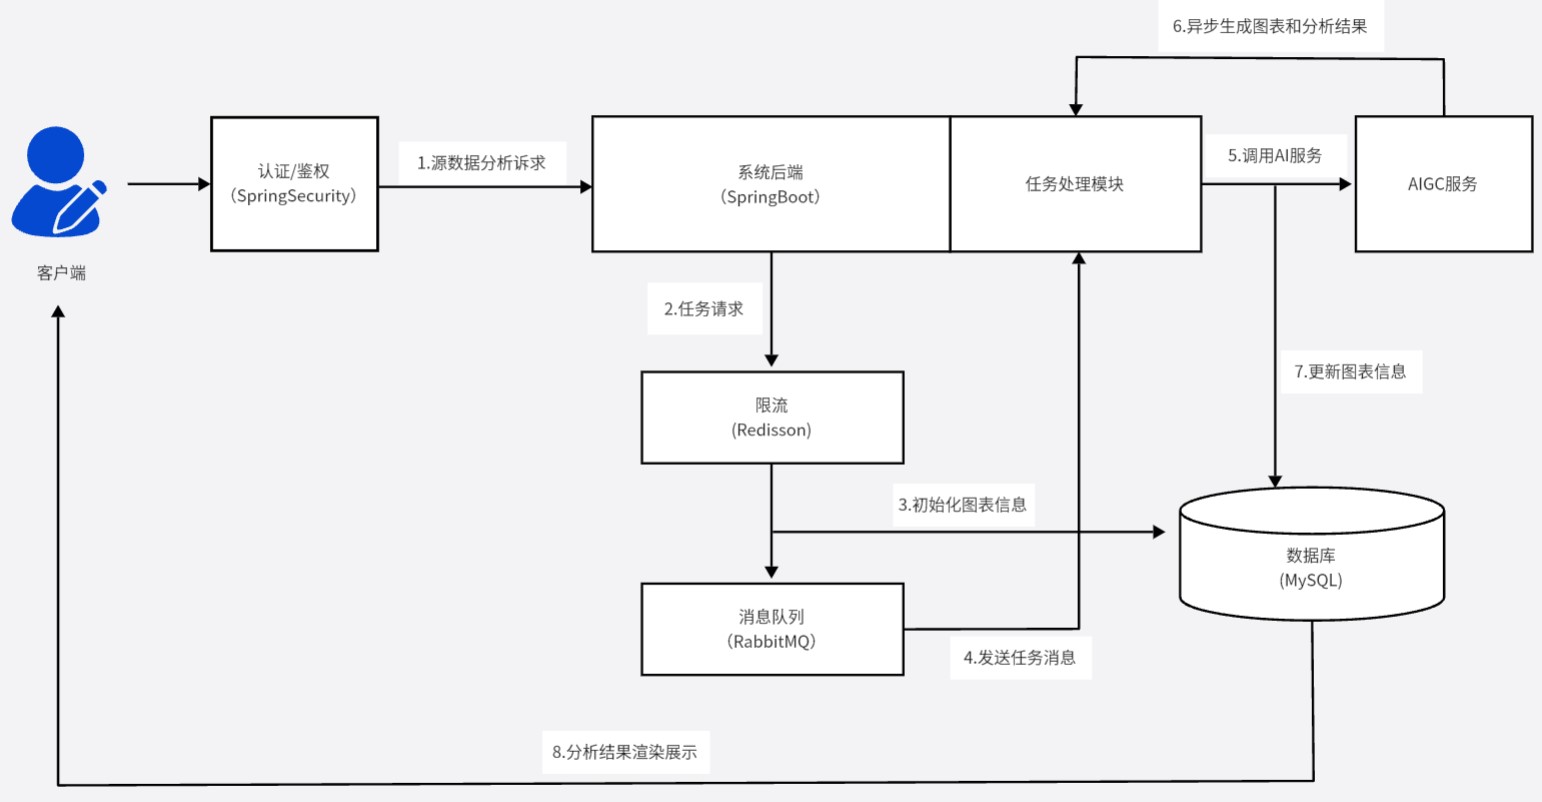 6.异步生成图表和分析结果
认证/鉴权
（SpringSecurity）
1.源数据分析诉求
系统后端
（SpringBoot）
任务处理模块
5.调用AI服务
AIGC服务
客户端
2.任务请求
7.更新图表信息
限流
(Redisson)
3.初始化图表信息
数据库
(MySQL)
消息队列
（RabbitMQ）
4.发送任务消息
8.分析结果渲染展示